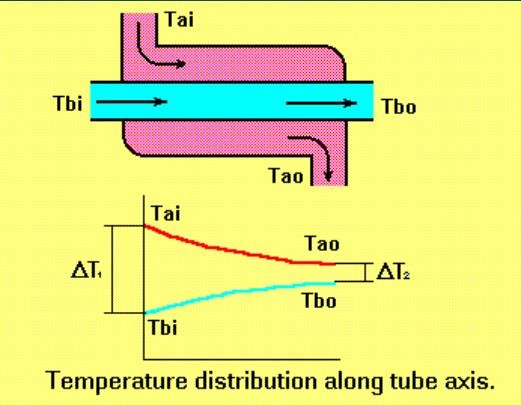 Tai
Tbi
Tbo
Tao
Tai
Tao
ΔT₁
ΔT₂
Tbo
Tbi
Temperature distribution along tube axis.